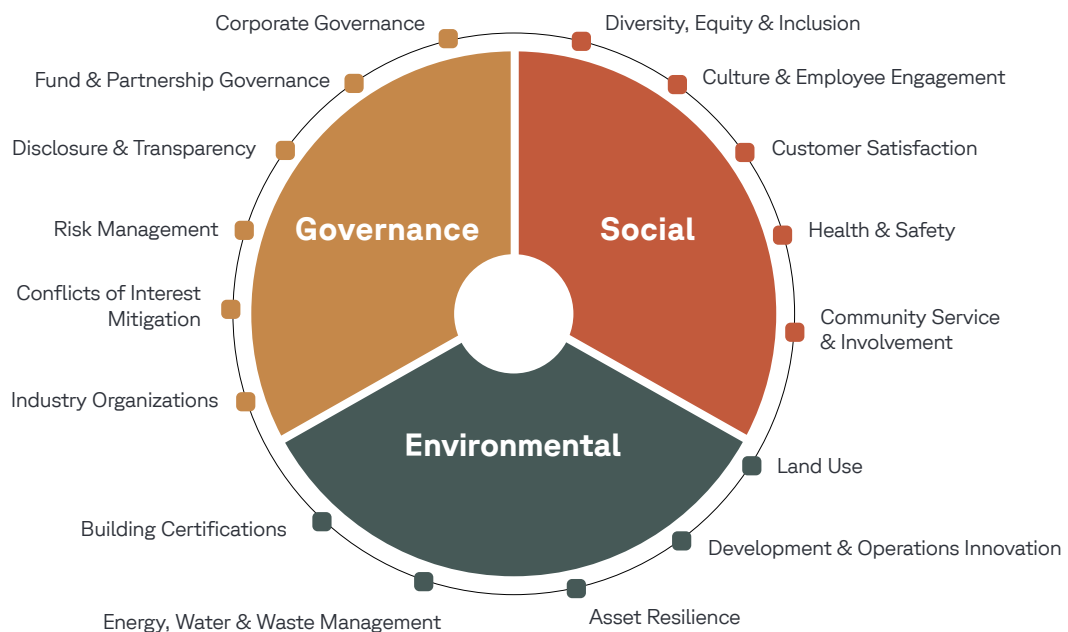 Corporate Governance
Fund & Partnership Governance
Disclosure & Transparency
Risk Management
Conflicts of Interest
Mitigation
Industry Organizations
Governance
Diversity, Equity & Inclusion
Culture & Employee Engagement
Customer Satisfaction
Health & Safety
Community Service
& Involvement
Social
Environmental
Land Use
Development & Operations Innovation
Asset Resilience
Energy, Water & Waste Management
Building Certifications